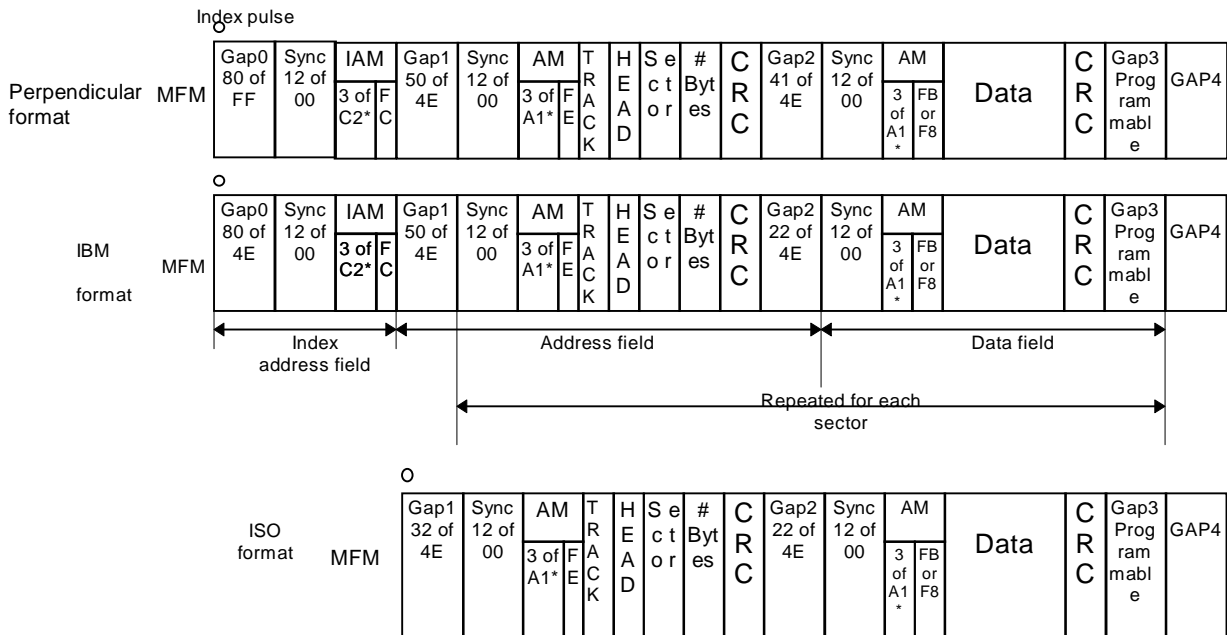 Index pulse
Perpendicular format
MFM
Gap0 80 of FF
Sync 12 of 00
IAM
3 of C2*
FC
Gap1 50 of 4E
Sync 12 of 00
AM
3 of A1*
FE
TRACK
HEAD
Sector
# Bytes
CRC
Gap2 41 of 4E
Sync 12 of 00
AM
3 of A1*
FB or F8
Data
CRC
Gap3 Programmable
GAP4
IBM format
MFM
Gap0 80 of 4E
Sync 12 of 00
IAM
3 of C2*
FC
Gap1 50 of 4E
Sync 12 of 00
AM
3 of A1*
FE
TRACK
HEAD
Sector
# Bytes
CRC
Gap2 22 of 4E
Sync 12 of 00
AM
3 of A1*
FB or F8
Data
CRC
Gap3 Programmable
GAP4
Index address field
Address field
Data field
Repeated for each sector
ISO format
MFM
Gap1 32 of 4E
Sync 12 of 00
AM
3 of A1*
FE
TRACK
HEAD
Sector
# Bytes
CRC
Gap2 22 of 4E
Sync 12 of 00
AM
3 of A1*
FB or F8
Data
CRC
Gap3 Programmable
GAP4